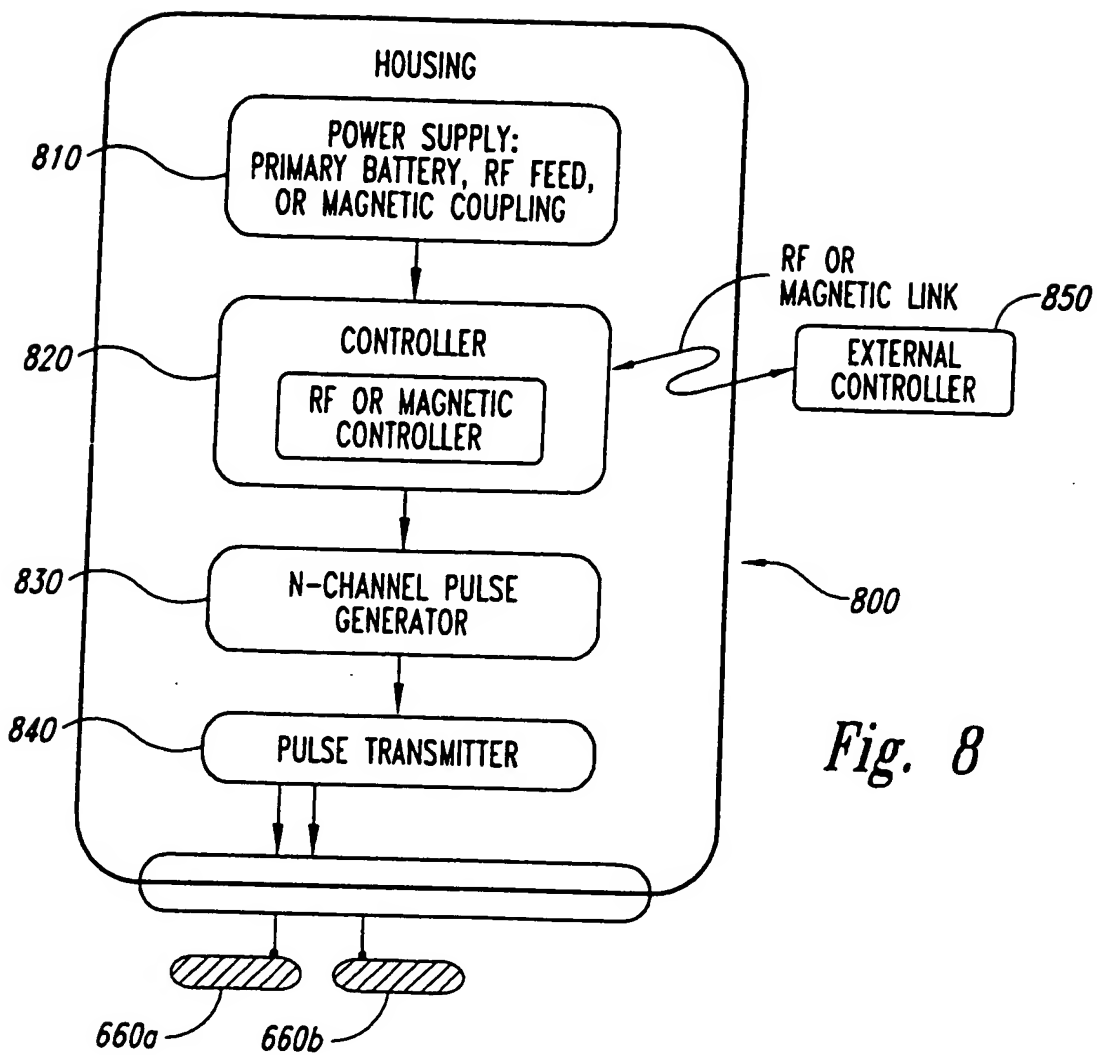 HOUSING
810
POWER SUPPLY:
PRIMARY BATTERY, RF FEED,
OR MAGNETIC COUPLING
RF OR
MAGNETIC LINK
850
820
CONTROLLER
RF OR MAGNETIC
CONTROLLER
EXTERNAL
CONTROLLER
830
N-CHANNEL PULSE
GENERATOR
800
840
PULSE TRANSMITTER
Fig. 8
660a
660b